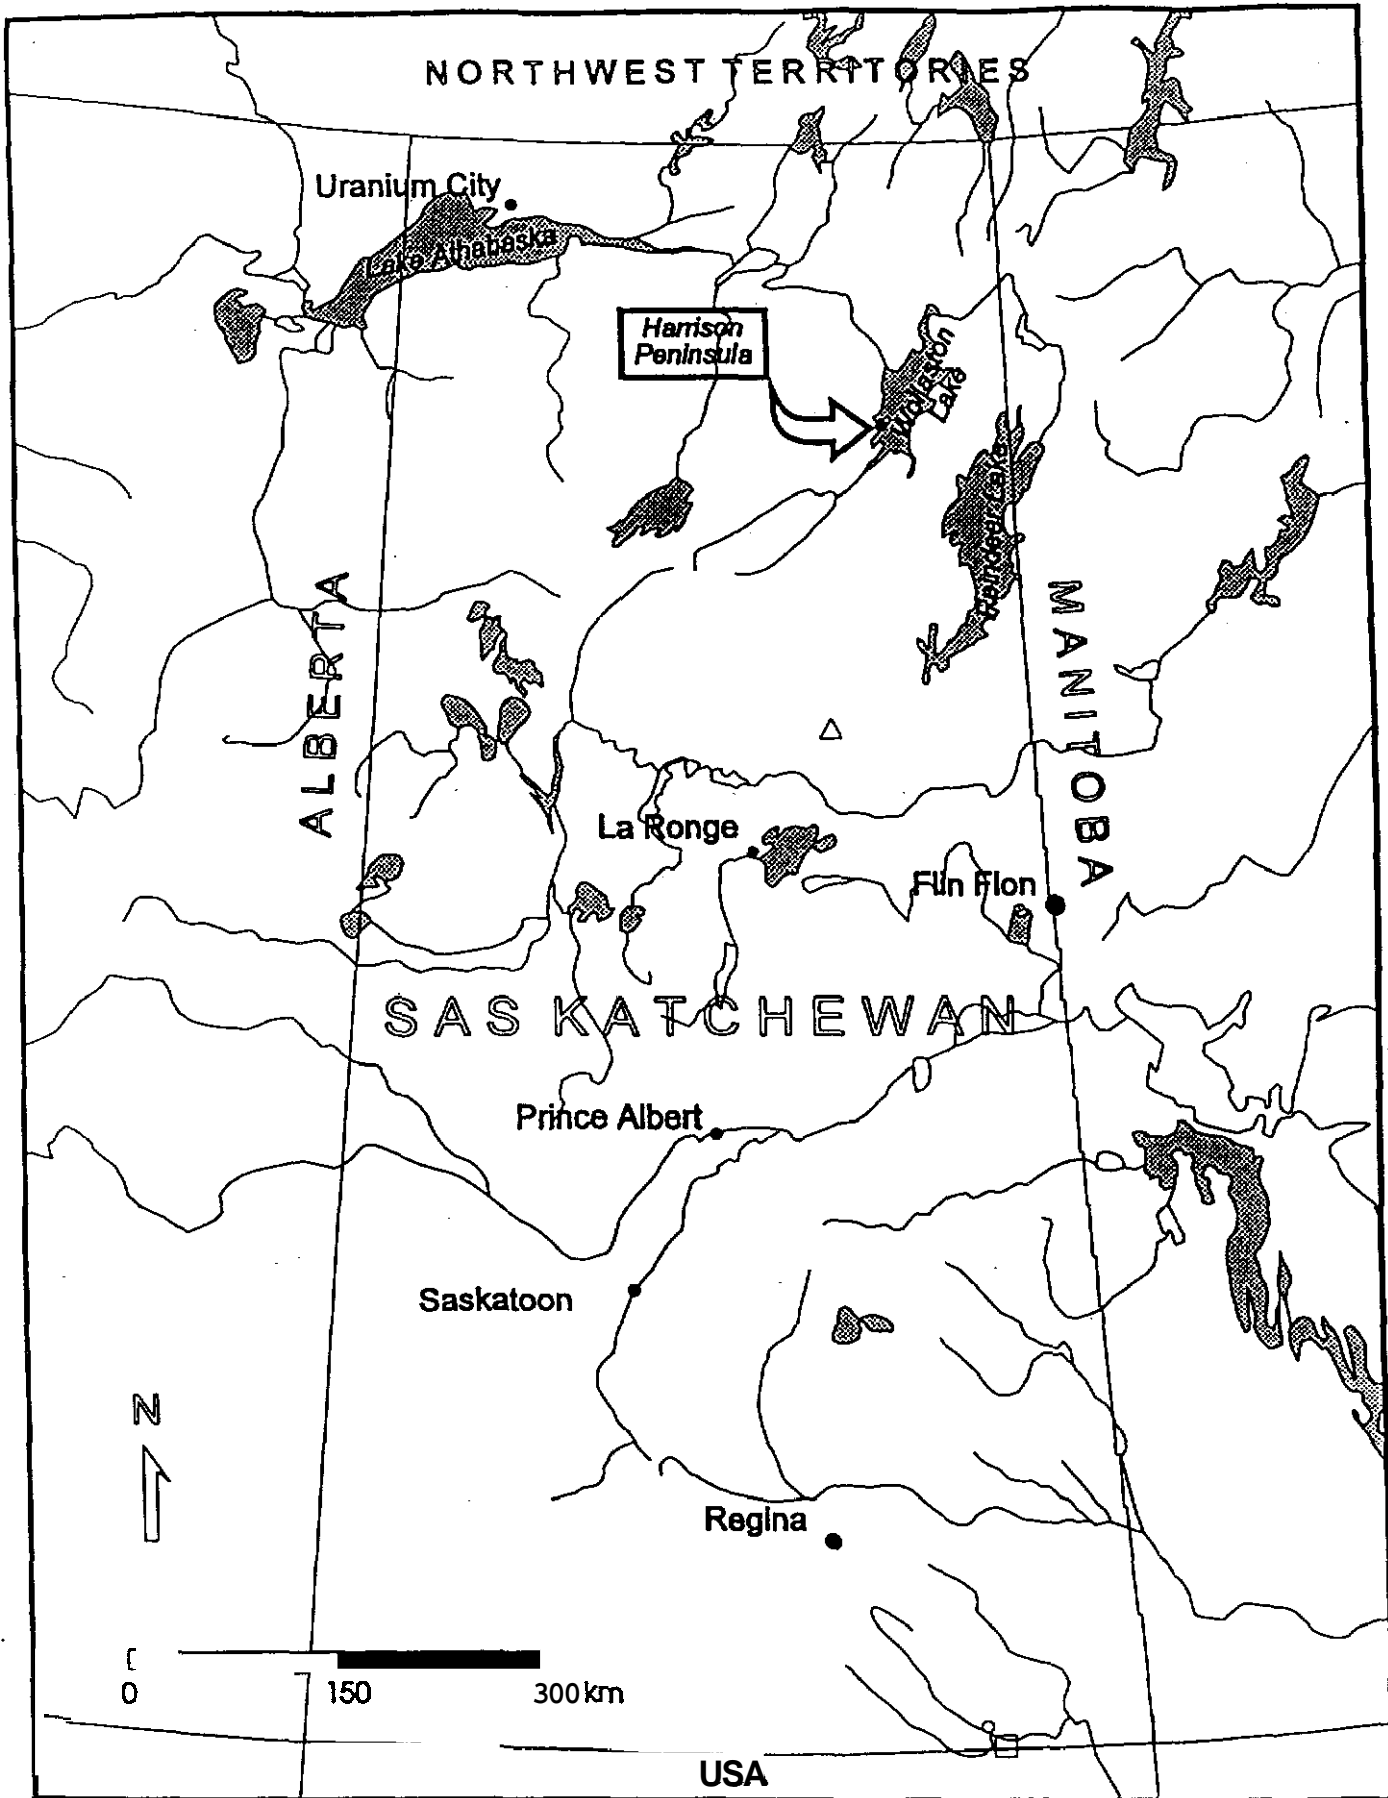 NORTHWEST TERRITORIES
Uranium City
Lake Athabaska
Harrison
Peninsula
Wollaston
Lake
Reindeer Lake
ALBERTA
MANITOBA
La Ronge
Flin Flon
SASKATCHEWAN
Prince Albert
Saskatoon
N
Regina
0 150 300 km
USA